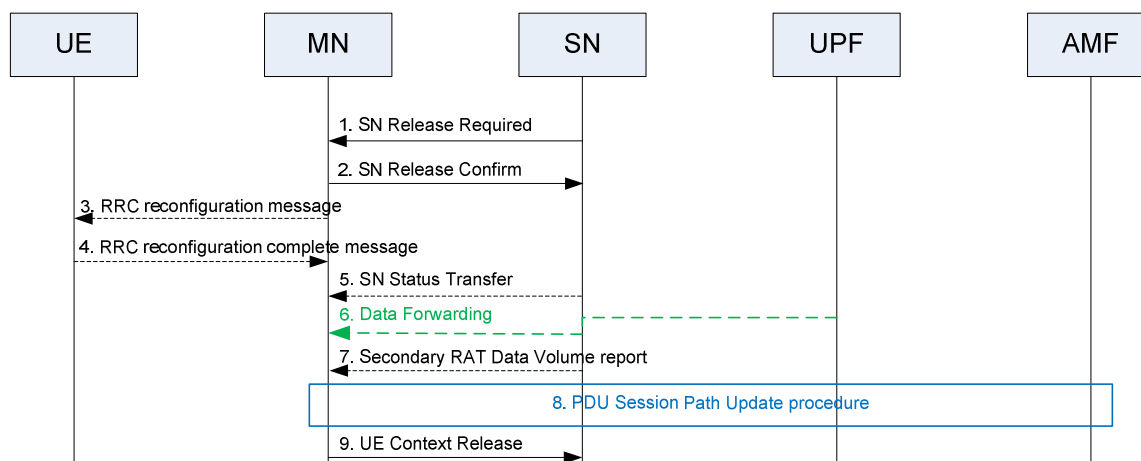 UE
MN
SN
UPF
AMF
1. SN Release Required
2. SN Release Confirm
3. RRC reconfiguration message
4. RRC reconfiguration complete message
5. SN Status Transfer
6. Data Forwarding
7. Secondary RAT Data Volume report
8. PDU Session Path Update procedure
9. UE Context Release